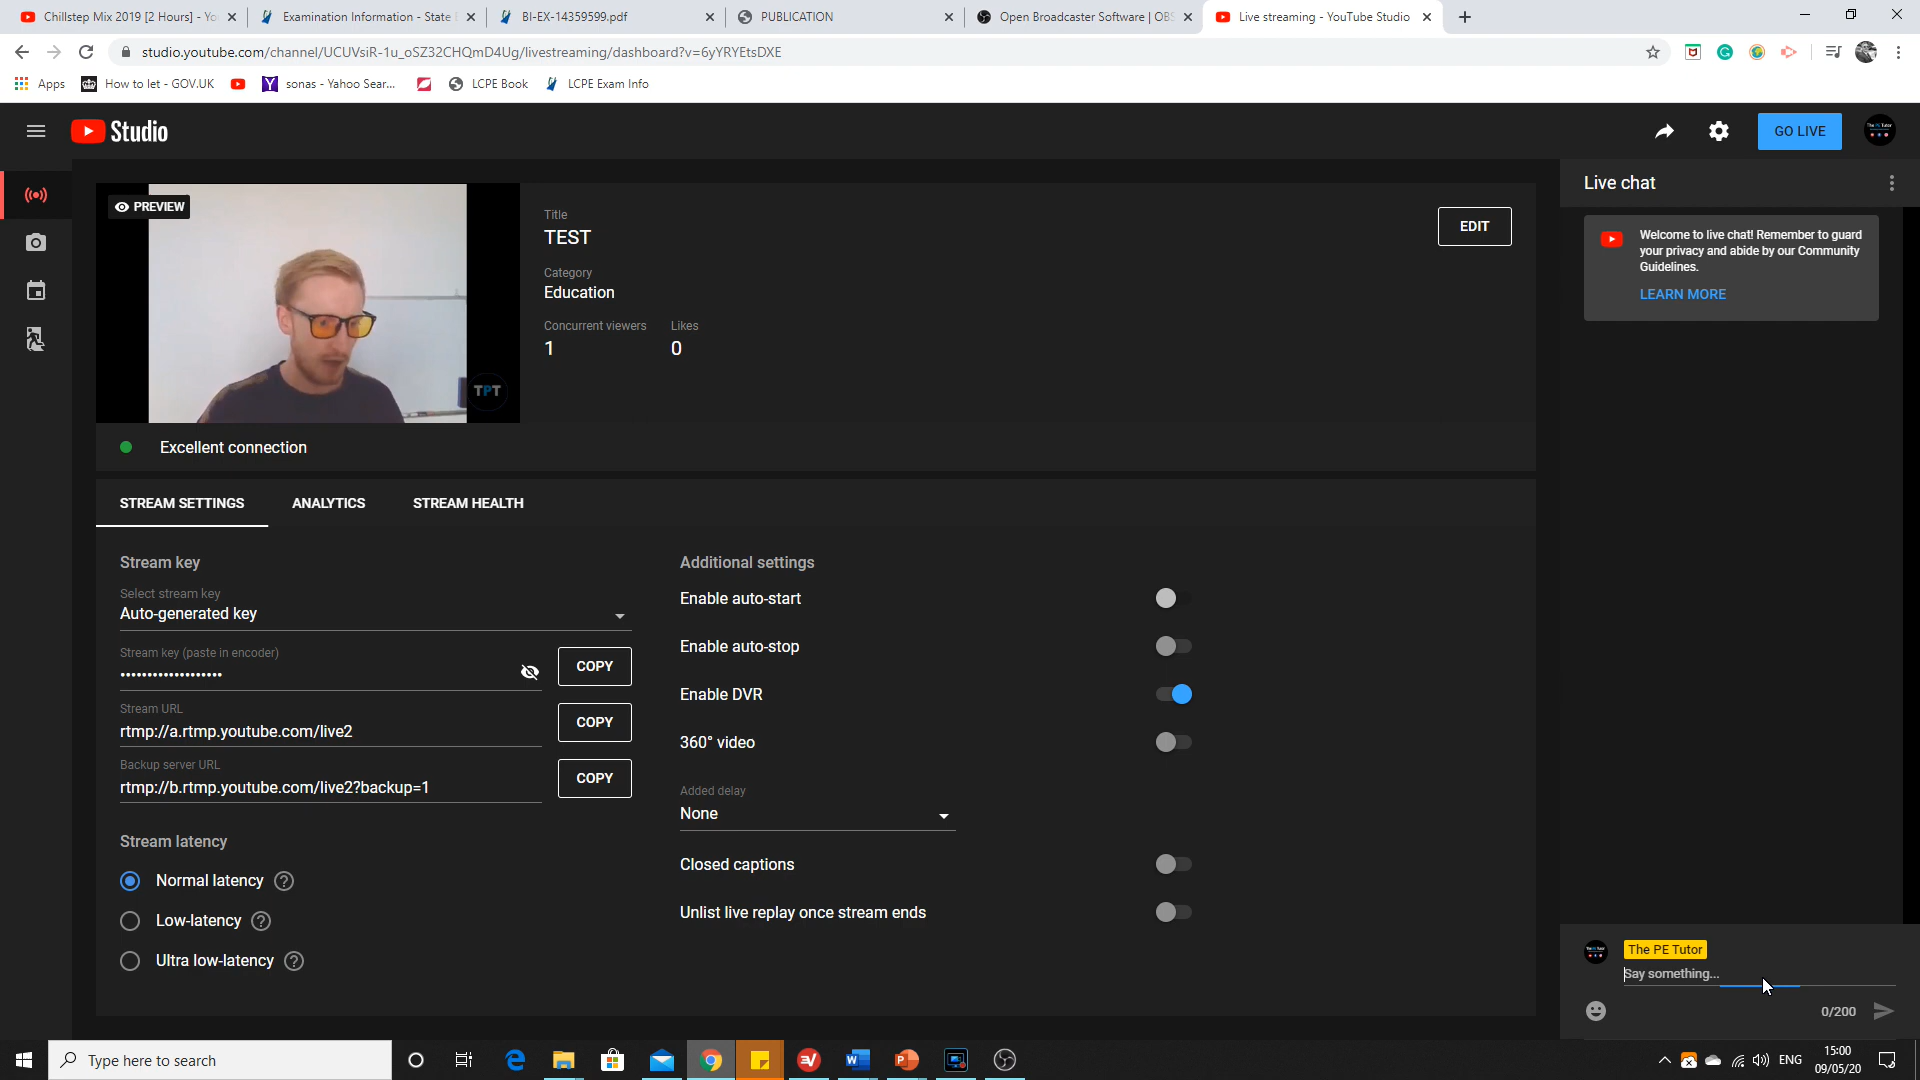 Chillstep Mix 2019 [2 Hours] - Yo
Examination Information - State E
BI-EX-14359599.pdf
PUBLICATION
Open Broadcaster Software | OBS
Live streaming - YouTube Studio
studio.youtube.com/channel/UCUVsiR-1u_oSZ32CHQmD4Ug/livestreaming/dashboard?v=6yYRYEtsDXE
Apps
How to let - GOV.UK
sonas - Yahoo Sear...
LCPE Book
LCPE Exam Info
Studio
GO LIVE
PREVIEW
TPT
Title
TEST
EDIT
Category
Education
Concurrent viewers
Likes
1
0
Excellent connection
Live chat
Welcome to live chat! Remember to guard
your privacy and abide by our Community
Guidelines.
LEARN MORE
STREAM SETTINGS
ANALYTICS
STREAM HEALTH
Stream key
Select stream key
Auto-generated key
Stream key (paste in encoder)
•••••••••••••••••••
COPY
Stream URL
rtmp://a.rtmp.youtube.com/live2
COPY
Backup server URL
rtmp://b.rtmp.youtube.com/live2?backup=1
COPY
Stream latency
Normal latency
Low-latency
Ultra low-latency
Additional settings
Enable auto-start
Enable auto-stop
Enable DVR
360° video
Added delay
None
Closed captions
Unlist live replay once stream ends
The PE Tutor
Say something...
0/200
Type here to search
ENG
15:00
09/05/20